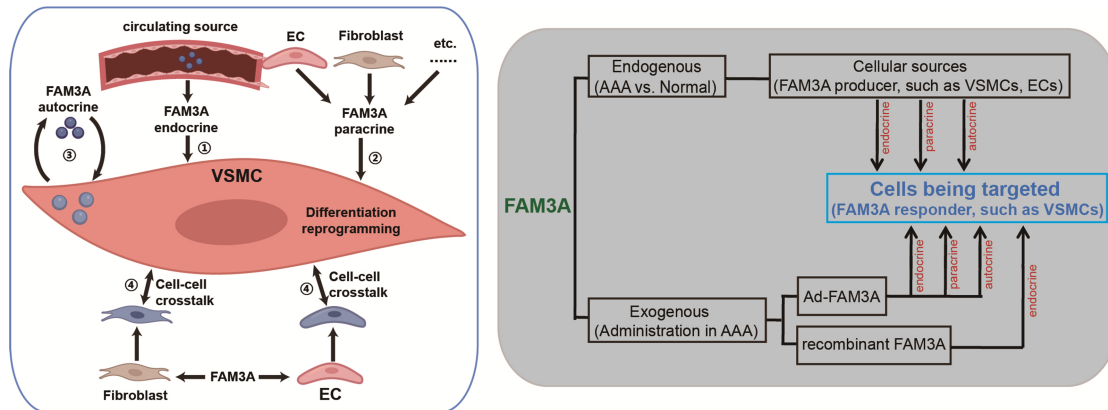 circulating source
EC
Fibroblast
etc.
......
FAM3A
autocrine
③
FAM3A
endocrine
①
FAM3A
paracrine
②
VSMC
Differentiation
reprogramming
④
Cell-cell
crosstalk
④
Cell-cell
crosstalk
Fibroblast
FAM3A
EC
FAM3A
Endogenous
(AAA vs. Normal)
Cellular sources
(FAM3A producer, such as VSMCs, ECs)
endocrine
paracrine
autocrine
Cells being targeted
(FAM3A responder, such as VSMCs)
endocrine
paracrine
autocrine
endocrine
Exogenous
(Administration in AAA)
Ad-FAM3A
recombinant FAM3A